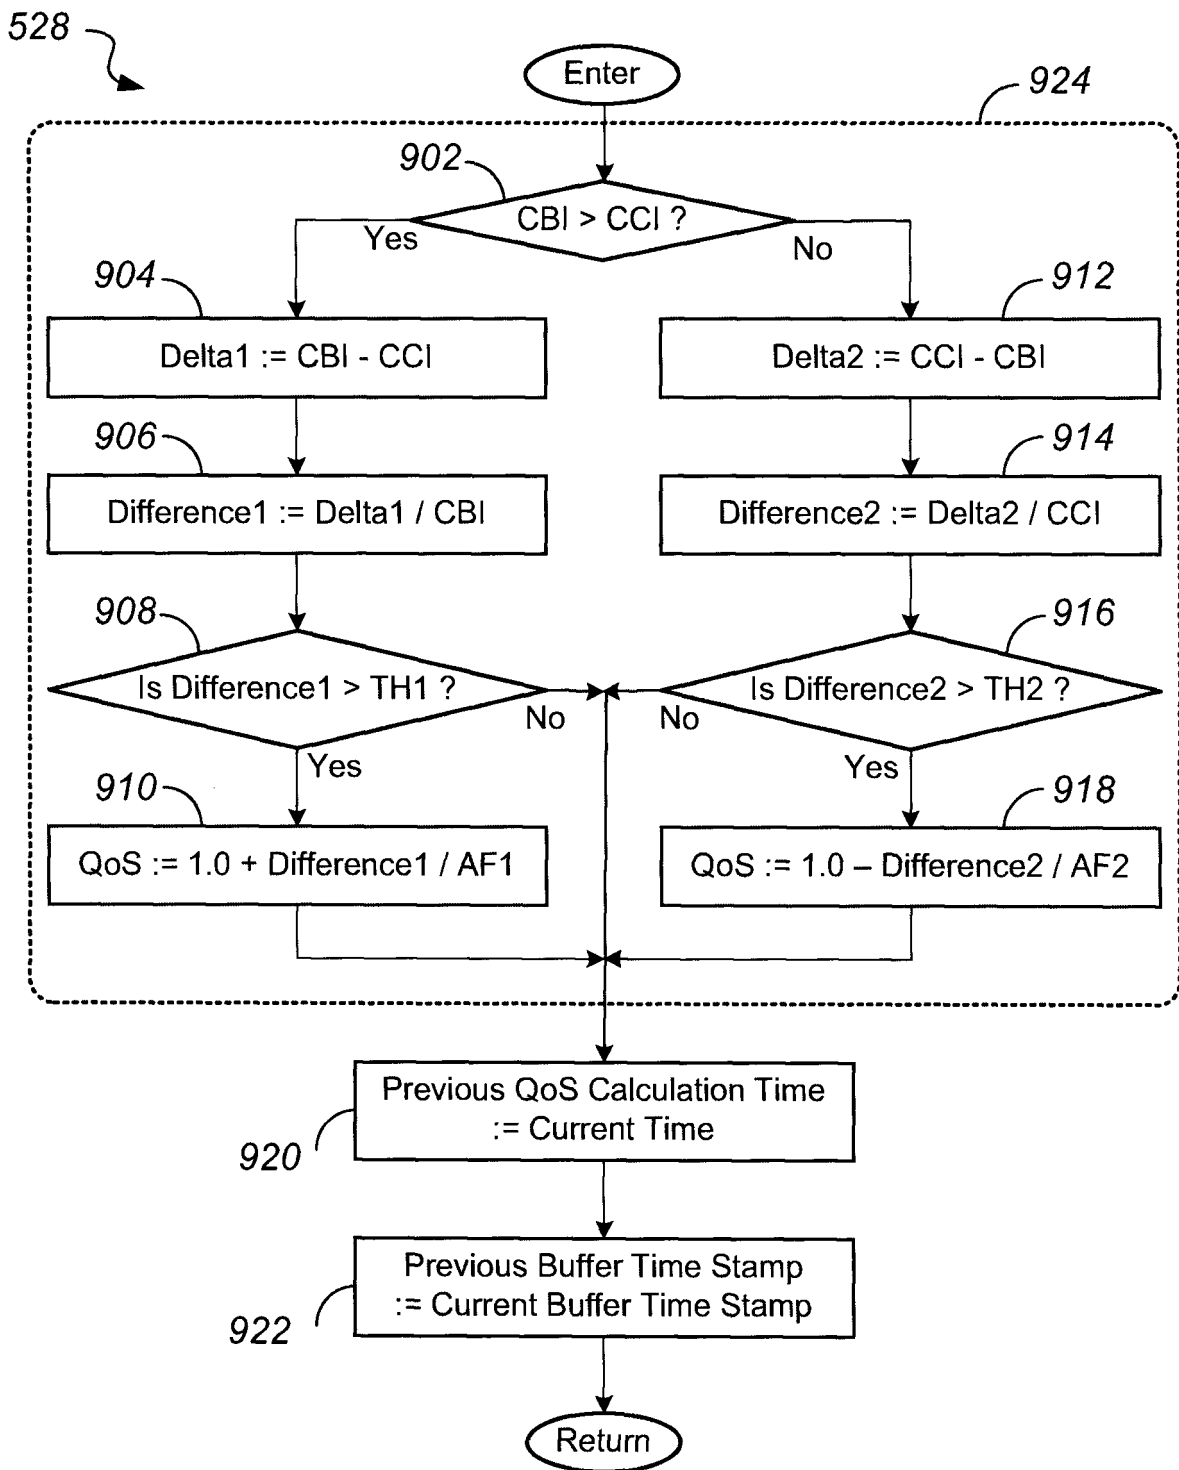 528
Enter
924
902
CBI > CCI ?
Yes
No
904
912
Delta1 := CBI - CCI
Delta2 := CCI - CBI
906
914
Difference1 := Delta1 / CBI
Difference2 := Delta2 / CCI
908
916
Is Difference1 > TH1 ?
Is Difference2 > TH2 ?
No
No
Yes
Yes
910
918
QoS := 1.0 + Difference1 / AF1
QoS := 1.0 – Difference2 / AF2
Previous QoS Calculation Time
:= Current Time
920
Previous Buffer Time Stamp
:= Current Buffer Time Stamp
922
Return